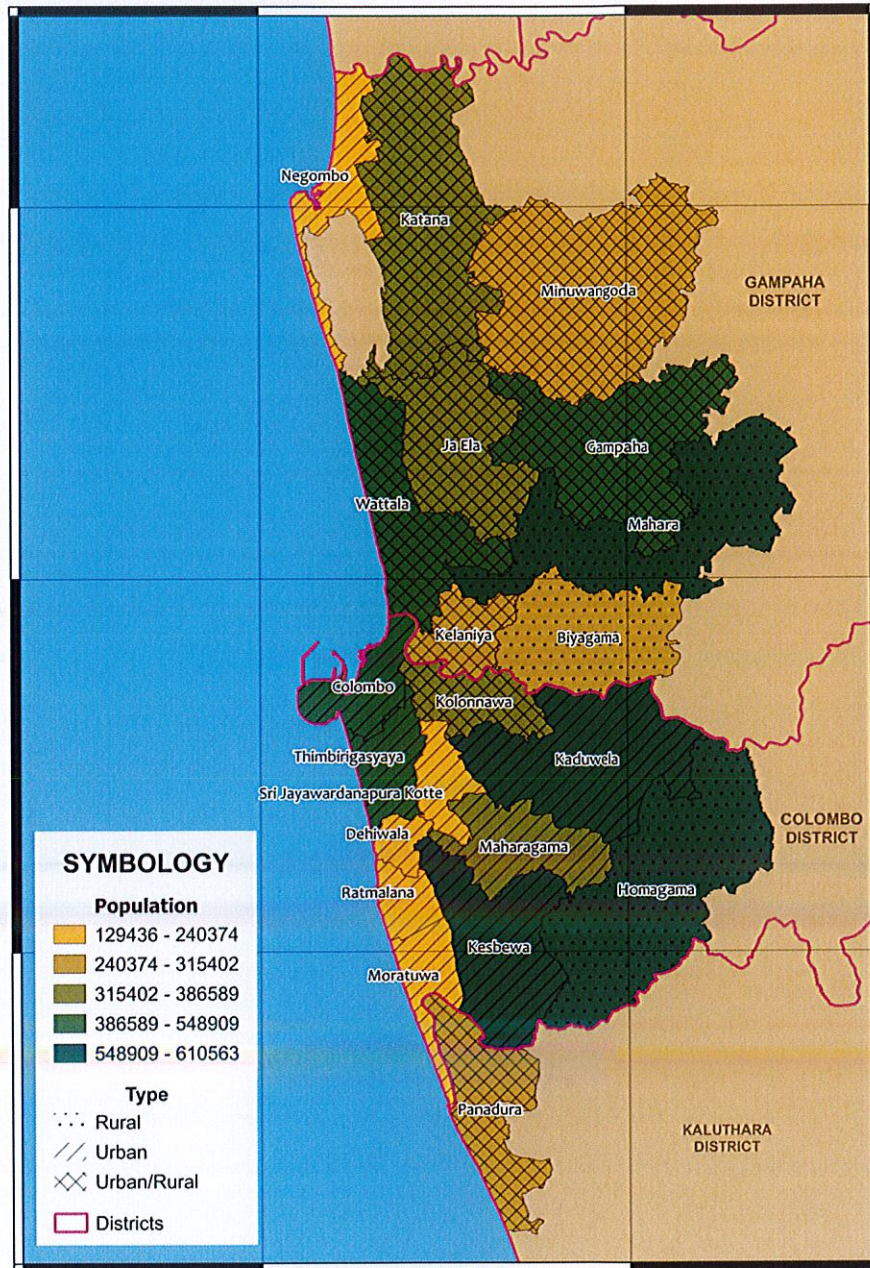 Negombo
Katana
Minuwangoda
GAMPAHA
DISTRICT
Ja Ela
Gampaha
Wattala
Mahara
Kelaniya
Biyagama
Colombo
Kolonnawa
Thimbirigasyaya
Kaduwela
Sri Jayawardanapura Kotte
COLOMBO
DISTRICT
Dehiwala
Maharagama
Ratmalana
Homagama
Kesbewa
Moratuwa
Panadura
KALUTHARA
DISTRICT
SYMBOLOGY
Population
129436 - 240374
240374 - 315402
315402 - 386589
386589 - 548909
548909 - 610563
Type
Rural
Urban
Urban/Rural
Districts